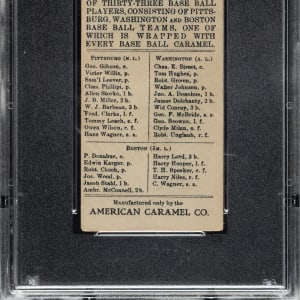 OF THIRTY-THREE BASE BALL
PLAYERS, CONSISTING OF PITTS-
BURG, WASHINGTON AND BOSTON
BASE BALL TEAMS, ONE OF
WHICH IS WRAPPED WITH
EVERY BASE BALL CARAMEL.
PITTSBURG (N. L.)
Geo. Gibson, c.
Victor Willis, p.
Sam'l Leever, p.
Chas. Phillipi, p.
Allen Storke, 1 b.
J. B. Miller, 2 b.
W. J. Barbeau, 3 b.
Fred. Clarke, l. f.
Tommy Leach, c. f.
Owen Wilson, r. f.
Hans Wagner, s. s.
WASHINGTON (A. L.)
Chas. E. Street, c.
Tom Hughes, p.
Robt. Groom, p.
Walter Johnson, p.
Jas. A. Donohue, 1 b.
James Delehanty, 2 b.
Wid Conroy, 3 b.
Geo. F. McBride, s. s.
Geo. Browne, l. f.
Clyde Milan, c. f.
Robt. Unglaub, r. f.
BOSTON (A. L.)
P. Donahue, c.
Edwin Karger, p.
Robt. Chech, p.
Jos. Wood, p.
Jacob Stahl, 1 b.
Ambr. McConnell, 2 b.
Harry Lord, 3 b.
Harry Hooper, l. f.
T. H. Speaker, c. f.
Harry Niles, r. f.
C. Wagner, s. s.
Manufactured only by the
AMERICAN CARAMEL CO.